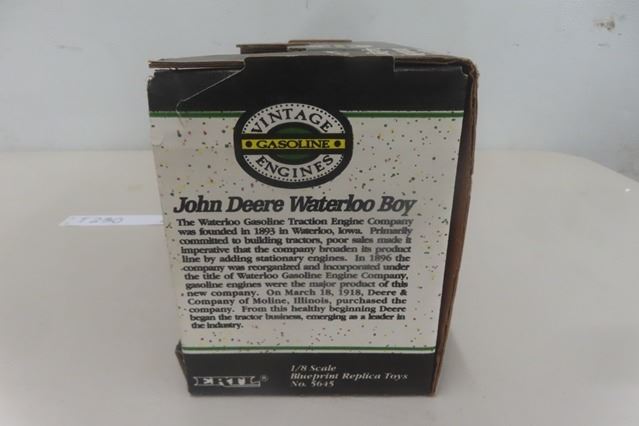 VINTAGE
GASOLINE
ENGINES
John Deere Waterloo Boy
The Waterloo Gasoline Traction Engine Company
was founded in 1893 in Waterloo, Iowa. Primarily
committed to building tractors, poor sales made it
imperative that the company broaden its product
line by adding stationary engines. In 1896 the
company was reorganized and incorporated under
the title of Waterloo Gasoline Engine Company,
gasoline engines were the major product of this
new company. On March 18, 1918, Deere &
Company of Moline, Illinois, purchased the
company. From this healthy beginning Deere
began the tractor business, emerging as a leader in
the industry.
ERTL®
1/8 Scale
Blueprint Replica Toys
No. 5645